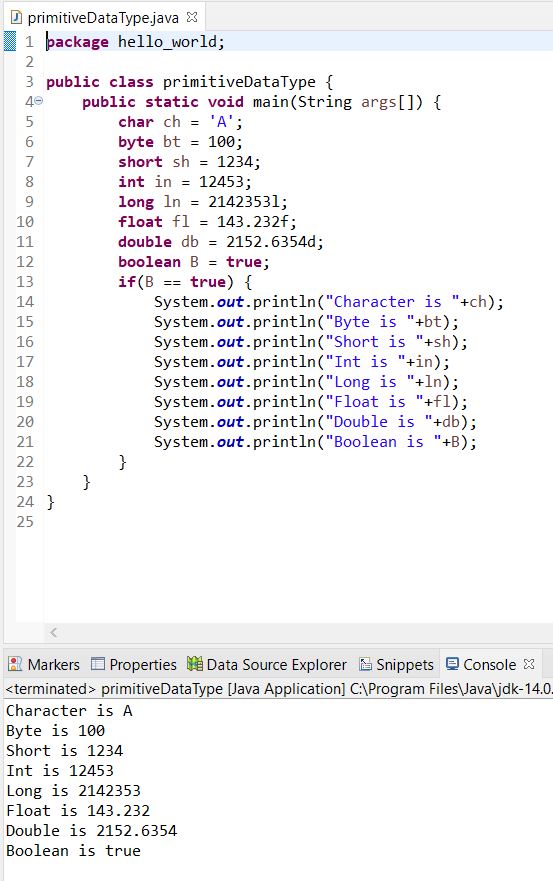 primitiveDataType.java
1 package hello_world;
2
3 public class primitiveDataType {
4 public static void main(String args[]) {
5 char ch = 'A';
6 byte bt = 100;
7 short sh = 1234;
8 int in = 12453;
9 long ln = 2142353l;
10 float fl = 143.232f;
11 double db = 2152.6354d;
12 boolean B = true;
13 if(B == true) {
14 System.out.println("Character is "+ch);
15 System.out.println("Byte is "+bt);
16 System.out.println("Short is "+sh);
17 System.out.println("Int is "+in);
18 System.out.println("Long is "+ln);
19 System.out.println("Float is "+fl);
20 System.out.println("Double is "+db);
21 System.out.println("Boolean is "+B);
22 }
23 }
24 }
25
Markers Properties Data Source Explorer Snippets Console
<terminated> primitiveDataType [Java Application] C:\Program Files\Java\jdk-14.0.
Character is A
Byte is 100
Short is 1234
Int is 12453
Long is 2142353
Float is 143.232
Double is 2152.6354
Boolean is true